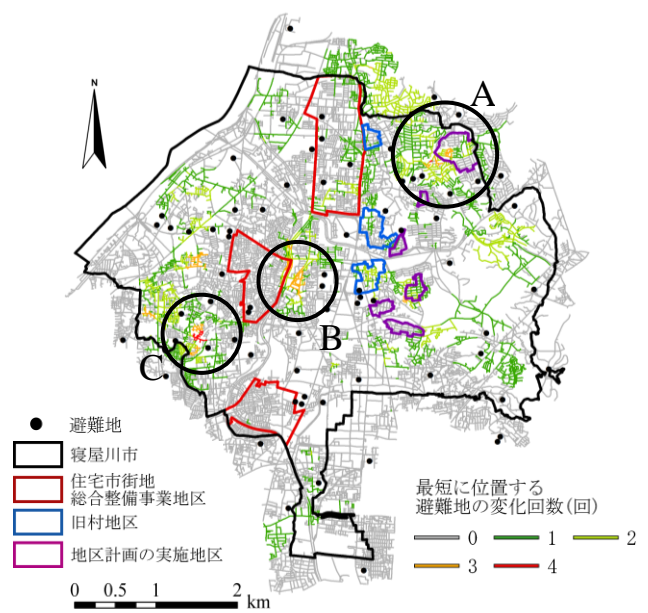 N
A
B
C
避難地
寝屋川市
住宅市街地
総合整備事業地区
旧村地区
地区計画の実施地区
0 0.5 1 2
km
最短に位置する
避難地の変化回数(回)
0 1 2
3 4